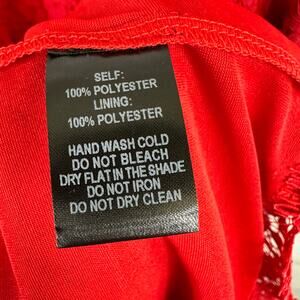 SELF:
100% POLYESTER
LINING:
100% POLYESTER
HAND WASH COLD
DO NOT BLEACH
DRY FLAT IN THE SHADE
DO NOT IRON
DO NOT DRY CLEAN